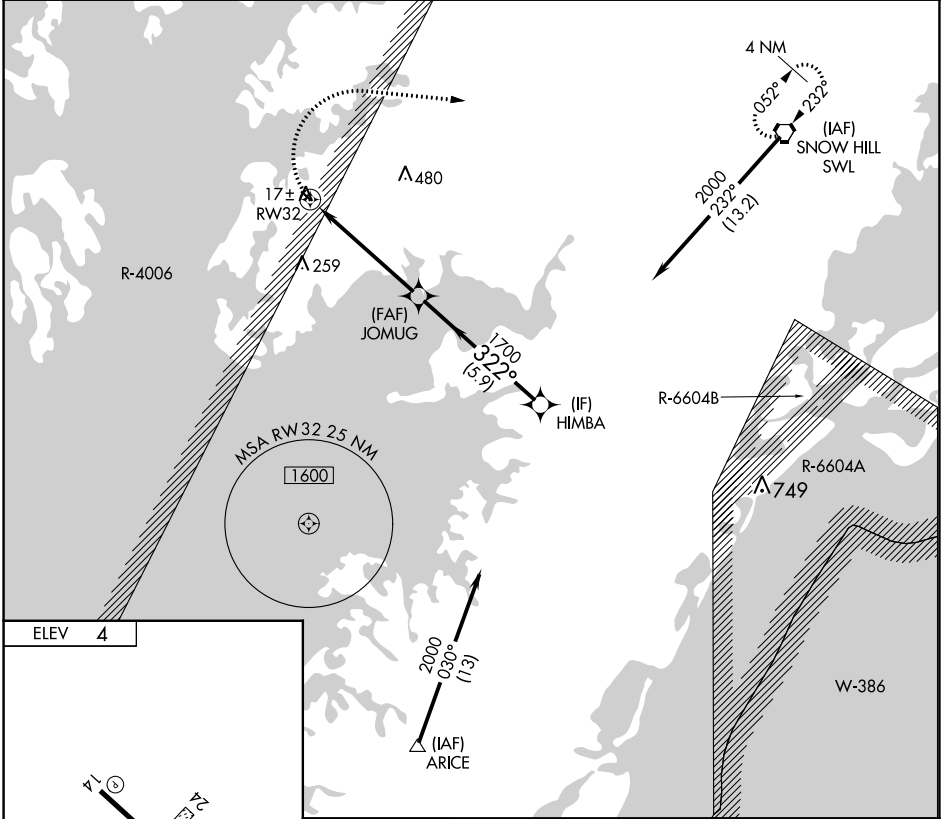 4 NM
052°
232°
(IAF)
SNOW HILL
SWL
2000
232°
(13.2)
480
17±
RW32
259
R-4006
(FAF)
JOMUG
1700
322°
(5.9)
(IF)
HIMBA
R-6604B
R-6604A
749
MSA RW32 25 NM
1600
2000
030°
(13)
(IAF)
ARICE
W-386
ELEV 4
14
P
24